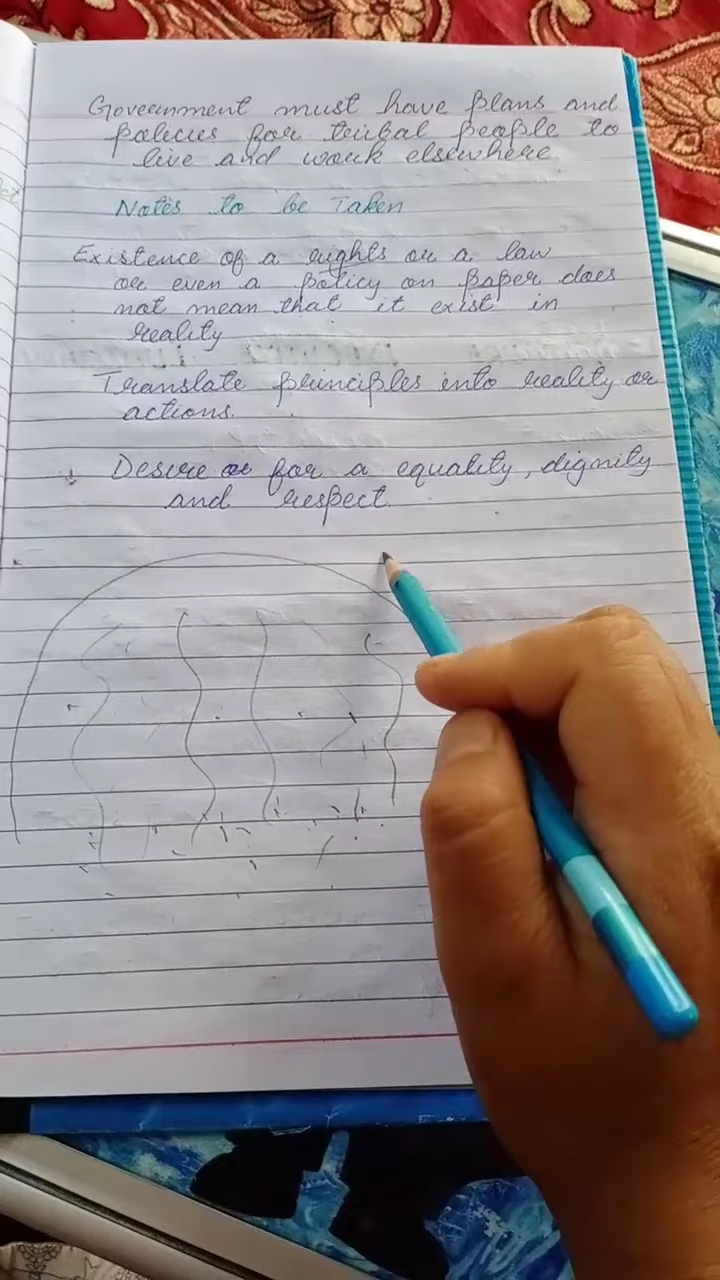 Government must have plans and
policies for tribal people to
live and work elsewhere
Notes to be Taken
Existence of a rights or a law
or even a policy on paper does
not mean that it exist in
reality
Translate principles into reality or
actions.
Desire for a equality, dignity
and respect